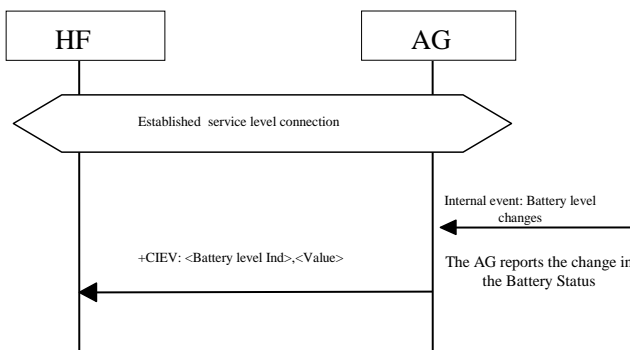 HF
AG
Established service level connection
Internal event: Battery level
changes
+CIEV: <Battery level Ind>,<Value>
The AG reports the change in
the Battery Status